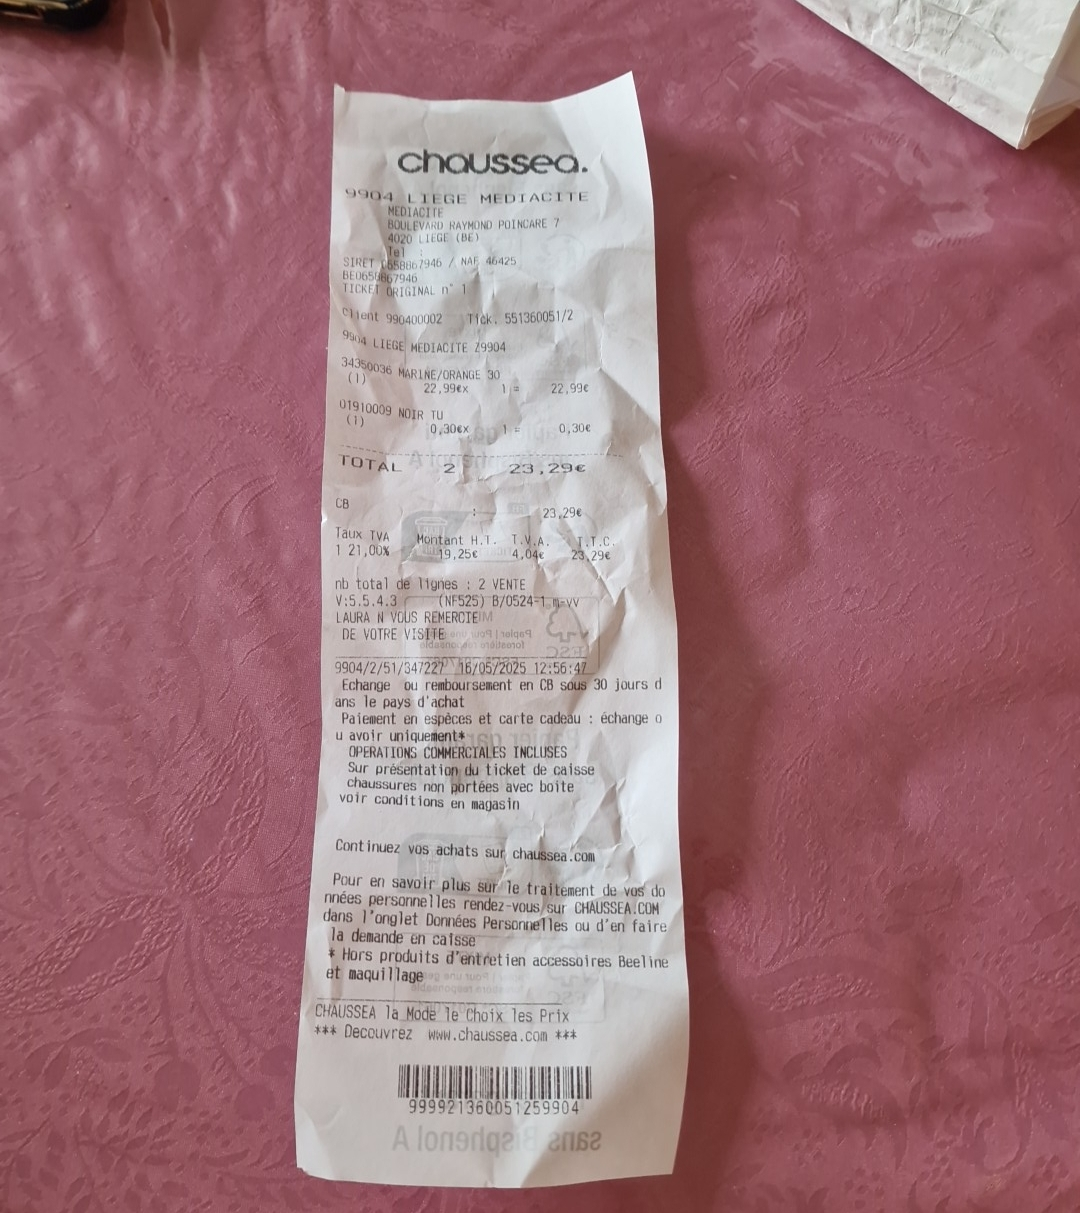 chaussea.
9904 LIEGE MEDIACITE
MEDIACITE
BOULEVARD RAYMOND POINCARE 7
4020 LIEGE (BE)
Tel :
SIRET 0658867946 / NAF 46425
BE0658867946
TICKET ORIGINAL n° 1
Client 990400002 Tick. 551360051/2
9904 LIEGE MEDIACITE Z9904
34350036 MARINE/ORANGE 30
(1) 22,99€x 1 = 22,99€
01910009 NOIR TU
(1) 0,30€x 1 = 0,30€
TOTAL 2 23,29€
CB : 23,29€
Taux TVA Montant H.T. T.V.A. T.T.C.
1 21,00% 19,25€ 4,04€ 23,29€
nb total de lignes : 2 VENTE
V:5.5.4.3 (NF525) B/0524-1 m-vv
LAURA N VOUS REMERCIE
DE VOTRE VISITE
9904/2/51/347227 16/05/2025 12:56:47
Echange ou remboursement en CB sous 30 jours d
ans le pays d'achat
Paiement en espèces et carte cadeau : échange o
u avoir uniquement*
OPERATIONS COMMERCIALES INCLUSES
Sur présentation du ticket de caisse
chaussures non portées avec boite
voir conditions en magasin
Continuez vos achats sur chaussea.com
Pour en savoir plus sur le traitement de vos do
nnées personnelles rendez-vous sur CHAUSSEA.COM
dans l'onglet Données Personnelles ou d'en faire
la demande en caisse
* Hors produits d'entretien accessoires Beeline
et maquillage
CHAUSSEA la Mode le Choix les Prix
*** Decouvrez www.chaussea.com ***
999921360051259904
sans Bisphenol A